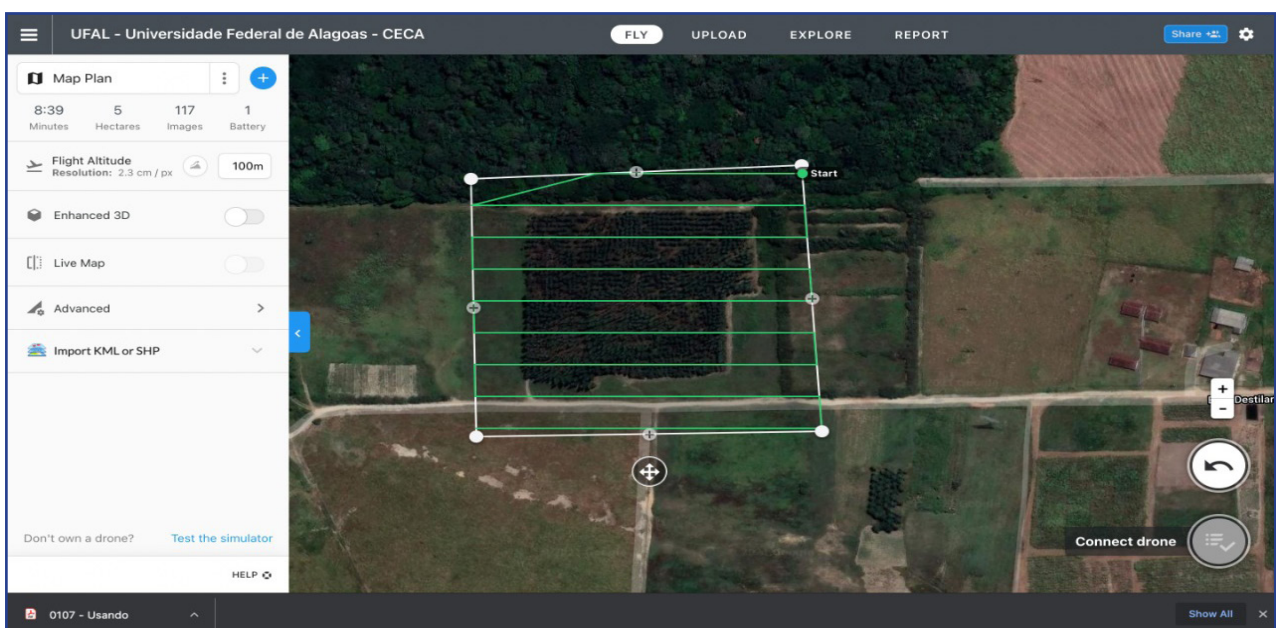 UFAL - Universidade Federal de Alagoas - CECA
FLY UPLOAD EXPLORE REPORT
Share
Map Plan
8:39 5 117 1
Minutes Hectares Images Battery
Flight Altitude
Resolution: 2.3 cm / px
100m
Enhanced 3D
Live Map
Advanced
Import KML or SHP
Start
+
-
Destilar
Connect drone
Don't own a drone? Test the simulator
HELP
0107 - Usando
Show All